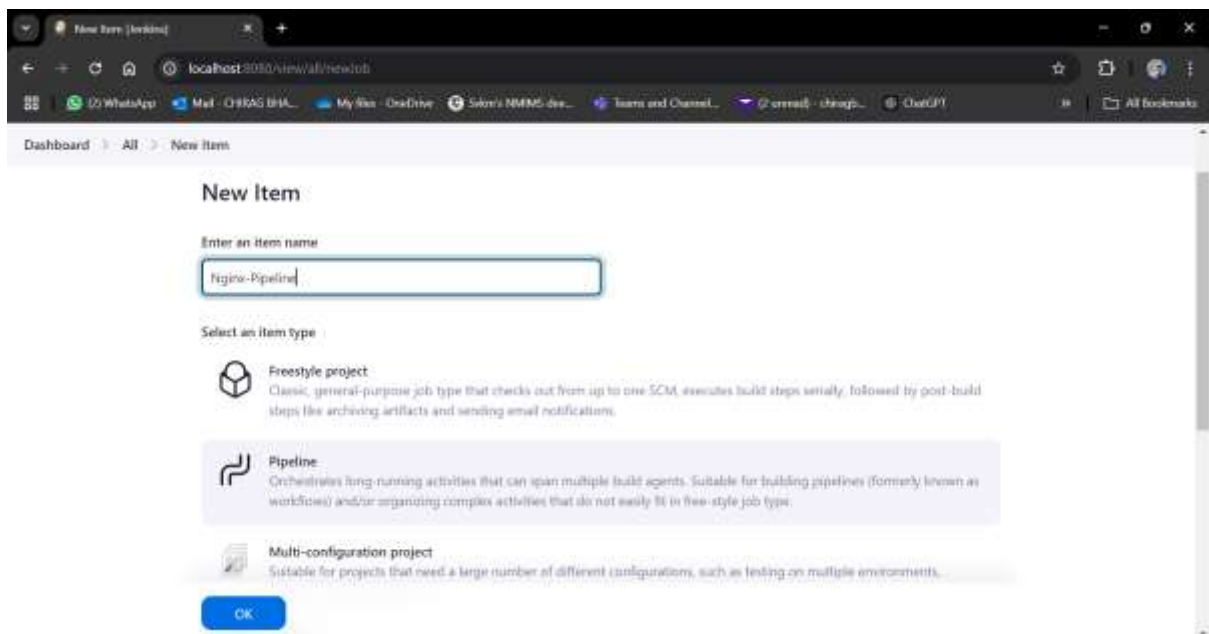 New Item [Jenkins]
localhost:8080/view/all/newJob
(2) WhatsApp
Mail - CHIRAG BHA...
My files - OneDrive
Svkm's NMIMS dee...
Teams and Channel...
ChatGPT
All Bookmarks
Dashboard > All > New Item
New Item
Enter an item name
Nginx-Pipeline
Select an item type
Freestyle project
Classic, general-purpose job type that checks out from up to one SCM, executes build steps serially, followed by post-build
steps like archiving artifacts and sending email notifications.
Pipeline
Orchestrates long-running activities that can span multiple build agents. Suitable for building pipelines (formerly known as
workflows) and/or organizing complex activities that do not easily fit in free-style job type.
Multi-configuration project
Suitable for projects that need a large number of different configurations, such as testing on multiple environments,
OK